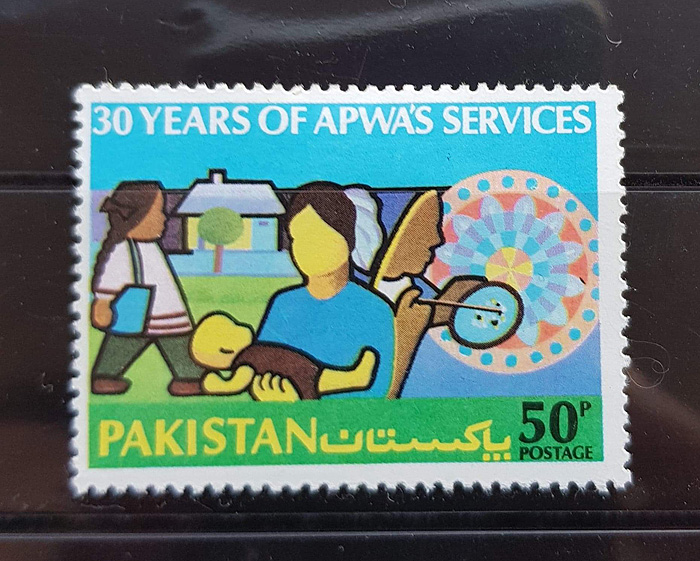 30 YEARS OF APWA'S SERVICES
PAKISTAN پاکستان 50P
POSTAGE